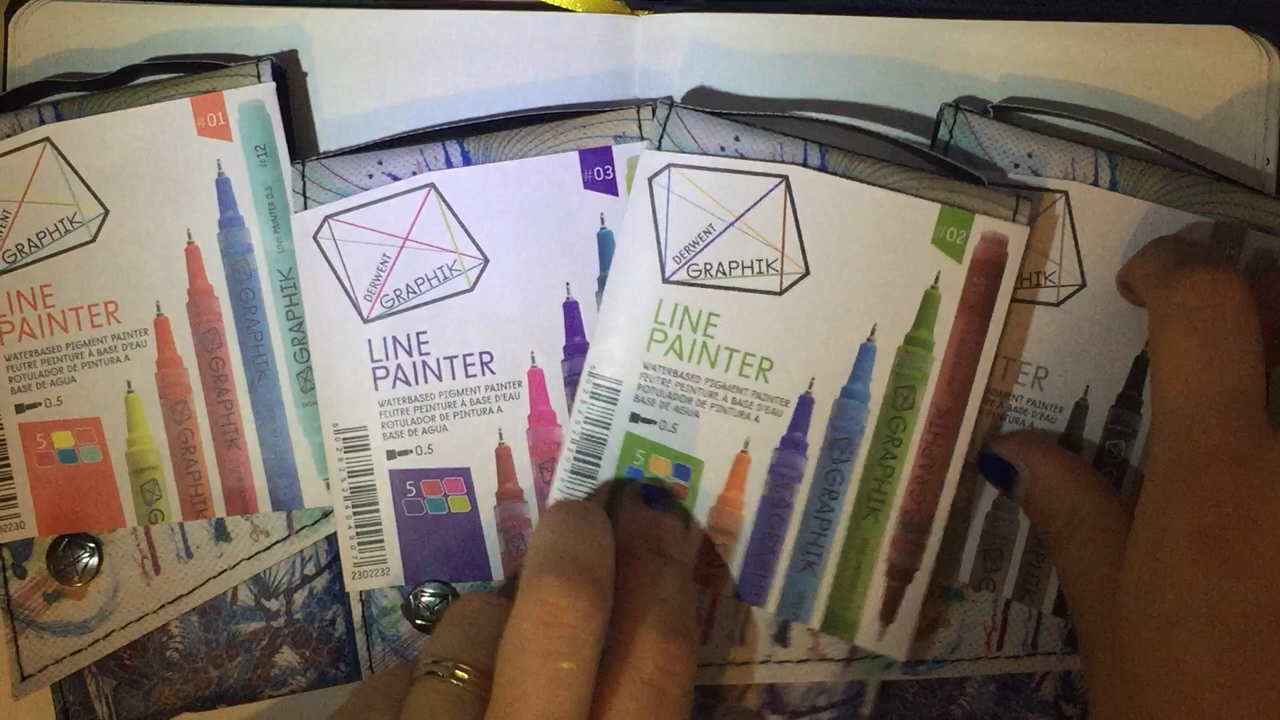 #01
#12
LINE PAINTER 0.5
GRAPHIK
DERWENT
GRAPHIK
LINE
PAINTER
WATERBASED PIGMENT PAINTER
FEUTRE PEINTURE À BASE D'EAU
ROTULADOR DE PINTURA A
BASE DE AGUA
0.5
5
GRAPHIK
GRAPHIK
GRAPHIK
#03
DERWENT
GRAPHIK
LINE
PAINTER
WATERBASED PIGMENT PAINTER
FEUTRE PEINTURE À BASE D'EAU
ROTULADOR DE PINTURA A
BASE DE AGUA
0.5
5
2302232
#02
DERWENT
GRAPHIK
LINE
PAINTER
WATERBASED PIGMENT PAINTER
FEUTRE PEINTURE À BASE D'EAU
ROTULADOR DE PINTURA A
BASE DE AGUA
0.5
5
GRAPHIK
GRAPHIK
GRAPHIK
GRAPHIK